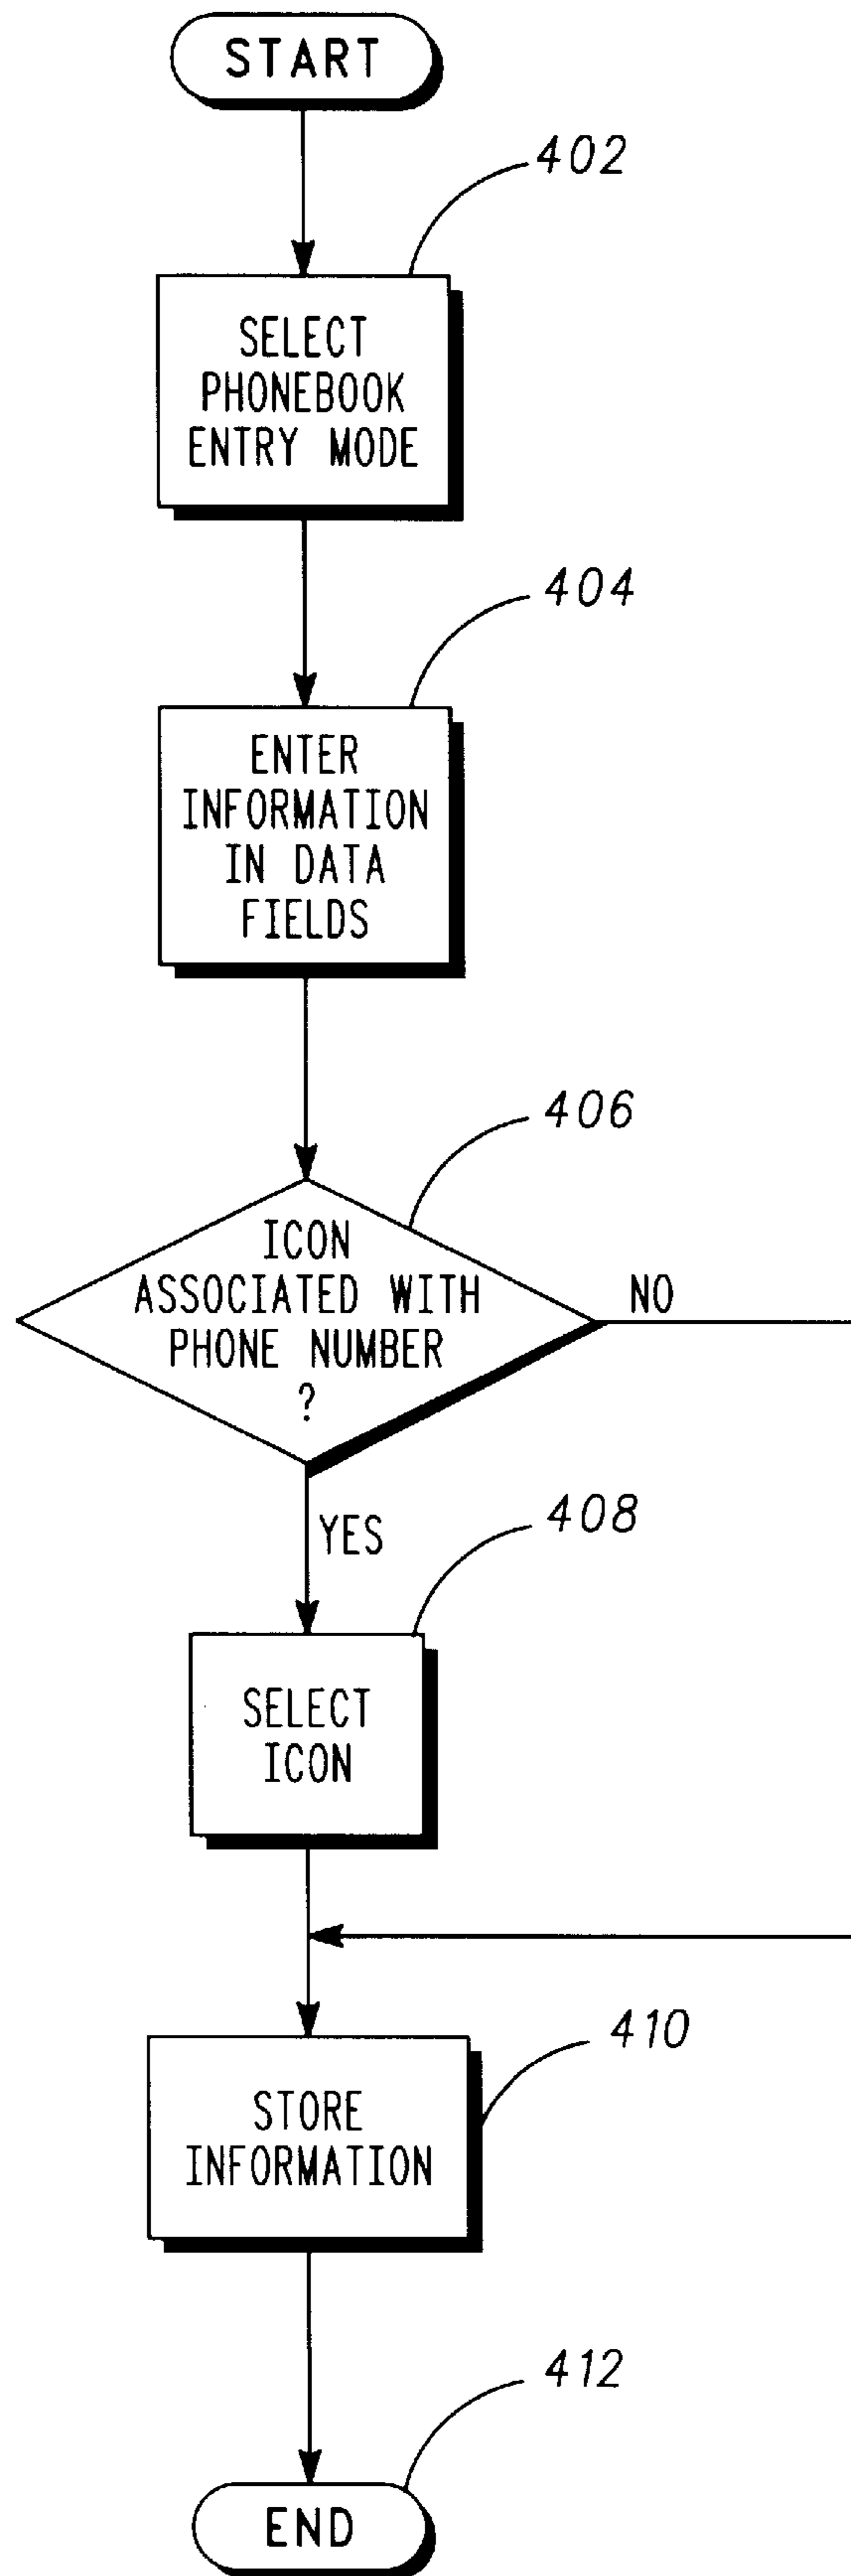 START
402
SELECT
PHONEBOOK
ENTRY MODE
404
ENTER
INFORMATION
IN DATA
FIELDS
406
ICON
ASSOCIATED WITH
PHONE NUMBER
?
NO
YES
408
SELECT
ICON
410
STORE
INFORMATION
412
END